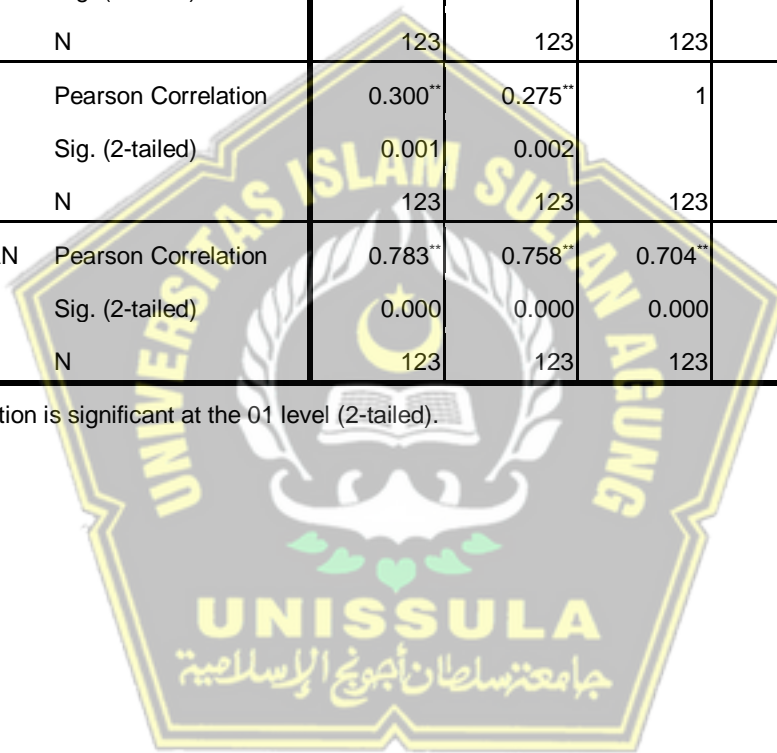 N 123 123 123
Pearson Correlation 0.300** 0.275** 1
Sig. (2-tailed) 0.001 0.002
N 123 123 123
Pearson Correlation 0.783** 0.758** 0.704**
Sig. (2-tailed) 0.000 0.000 0.000
N 123 123 123
is significant at the 01 level (2-tailed).
UNIVERSITAS ISLAM SULTAN AGUNG
UNISSULA
جامعة سلطان أجونج الإسلامية